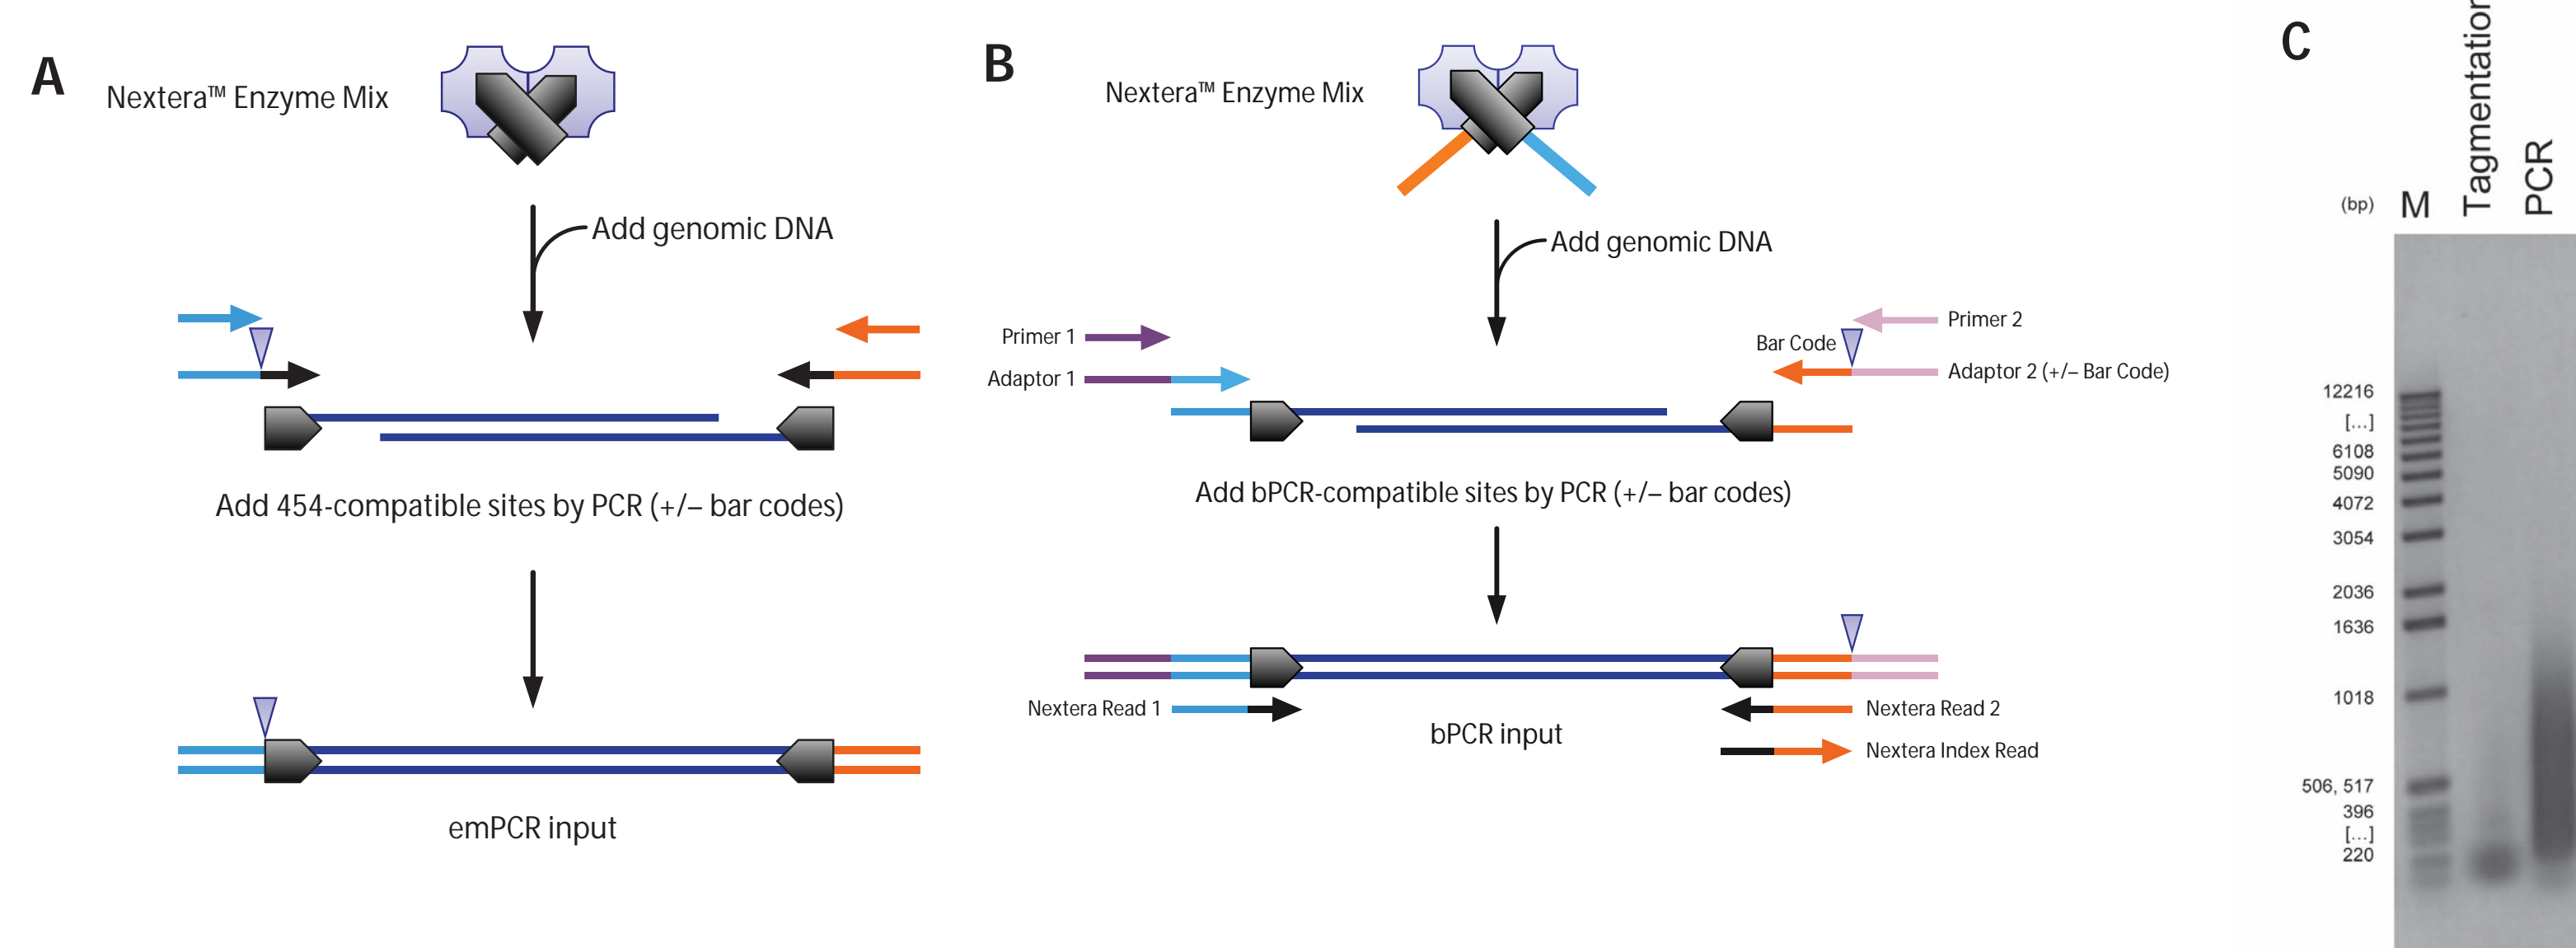 A
Nextera™ Enzyme Mix
Add genomic DNA
Add 454-compatible sites by PCR (+/– bar codes)
emPCR input
B
Nextera™ Enzyme Mix
Add genomic DNA
Primer 1
Adaptor 1
Primer 2
Bar Code
Adaptor 2 (+/– Bar Code)
Add bPCR-compatible sites by PCR (+/– bar codes)
Nextera Read 1
bPCR input
Nextera Read 2
Nextera Index Read
C
(bp)
M
Tagmentation
PCR
12216
[...]
6108
5090
4072
3054
2036
1636
1018
506, 517
396
[...]
220